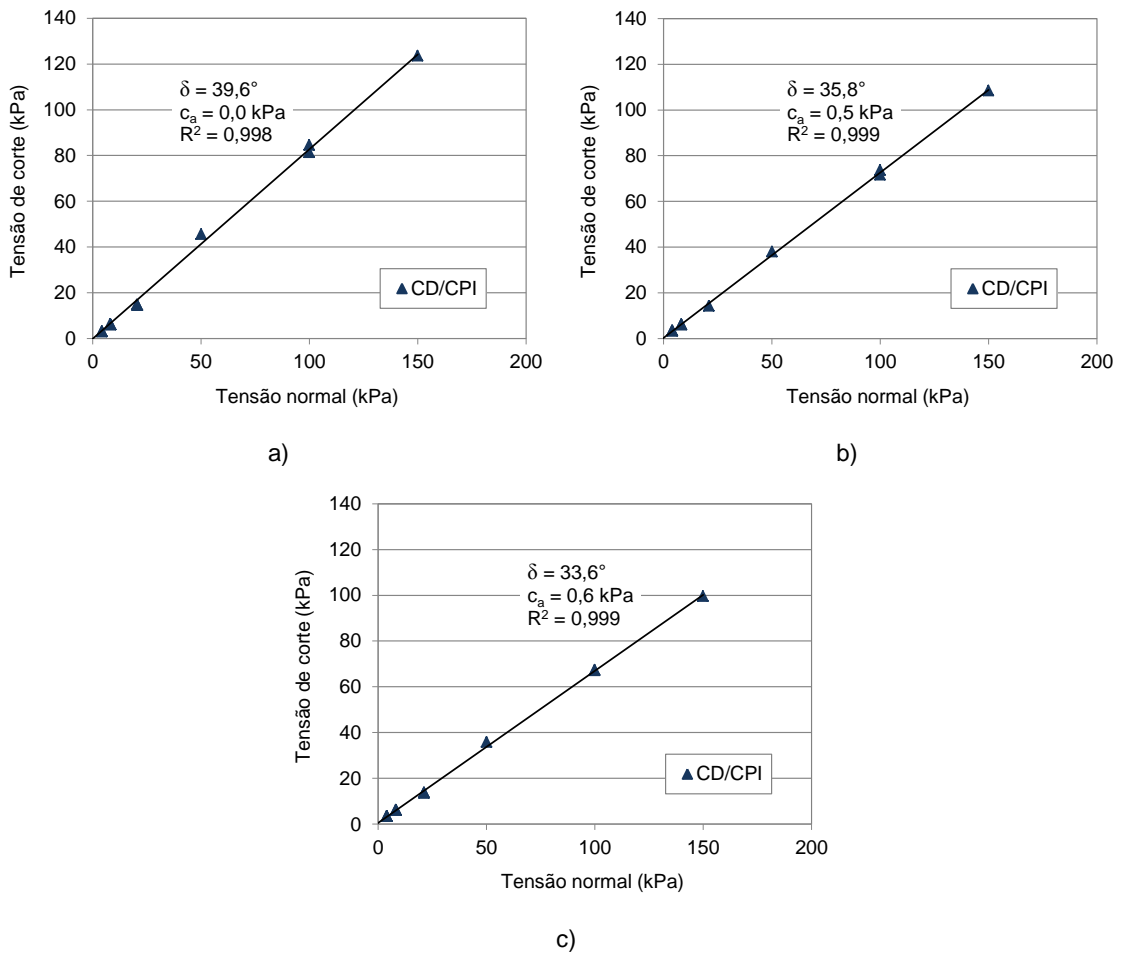 140
120
100
80
60
40
20
0
Tensão de corte (kPa)
δ = 39,6°
cₐ = 0,0 kPa
R² = 0,998
CD/CPI
0 50 100 150 200
Tensão normal (kPa)
a)
140
120
100
80
60
40
20
0
Tensão de corte (kPa)
δ = 35,8°
cₐ = 0,5 kPa
R² = 0,999
CD/CPI
0 50 100 150 200
Tensão normal (kPa)
b)
140
120
100
80
60
40
20
0
Tensão de corte (kPa)
δ = 33,6°
cₐ = 0,6 kPa
R² = 0,999
CD/CPI
0 50 100 150 200
Tensão normal (kPa)
c)